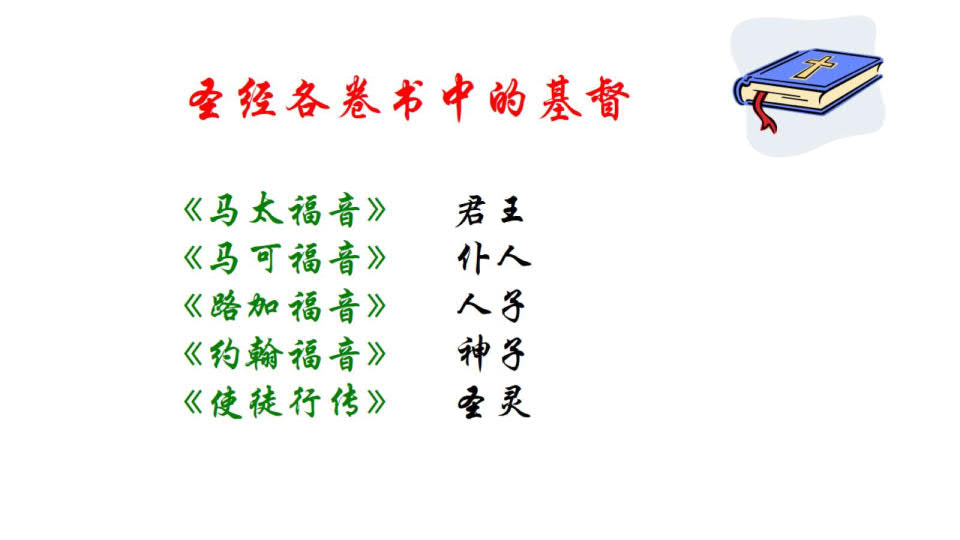 圣经各卷书中的基督
《马太福音》 君王
《马可福音》 仆人
《路加福音》 人子
《约翰福音》 神子
《使徒行传》 圣灵